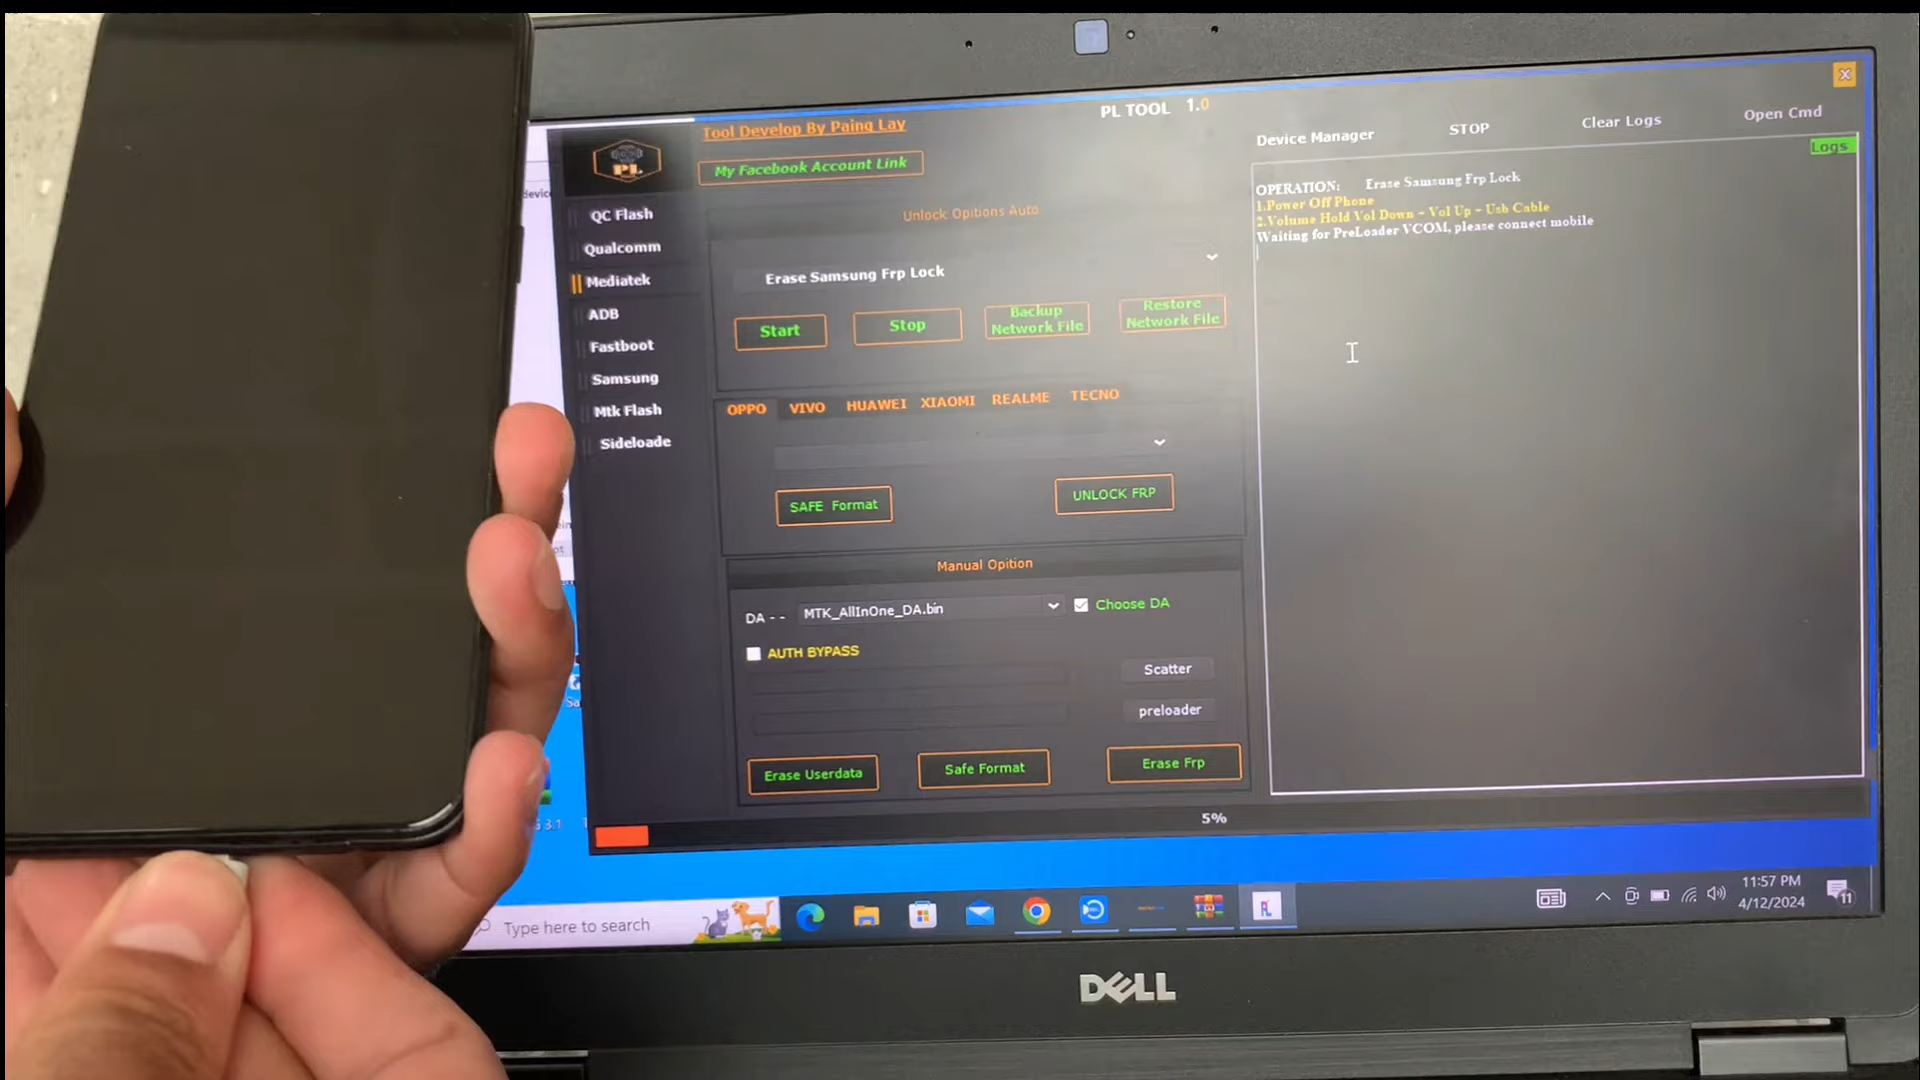 PL TOOL 1.0
Tool Develop By Paing Lay
My Facebook Account Link
PL
QC Flash
Qualcomm
Mediatek
ADB
Fastboot
Samsung
Mtk Flash
Sideloade
Unlock Options Auto
Erase Samsung Frp Lock
Start
Stop
Backup
Network File
Restore
Network File
OPPO VIVO HUAWEI XIAOMI REALME TECNO
SAFE Format
UNLOCK FRP
Manual Opition
DA - - MTK_AllInOne_DA.bin
Choose DA
AUTH BYPASS
Scatter
preloader
Erase Userdata
Safe Format
Erase Frp
5%
Device Manager
STOP
Clear Logs
Open Cmd
Logs
OPERATION: Erase Samsung Frp Lock
1.Power Off Phone
2.Volume Hold Vol Down - Vol Up - Usb Cable
Waiting for PreLoader VCOM, please connect mobile
device
3.1
Type here to search
11:57 PM
4/12/2024
11
DELL